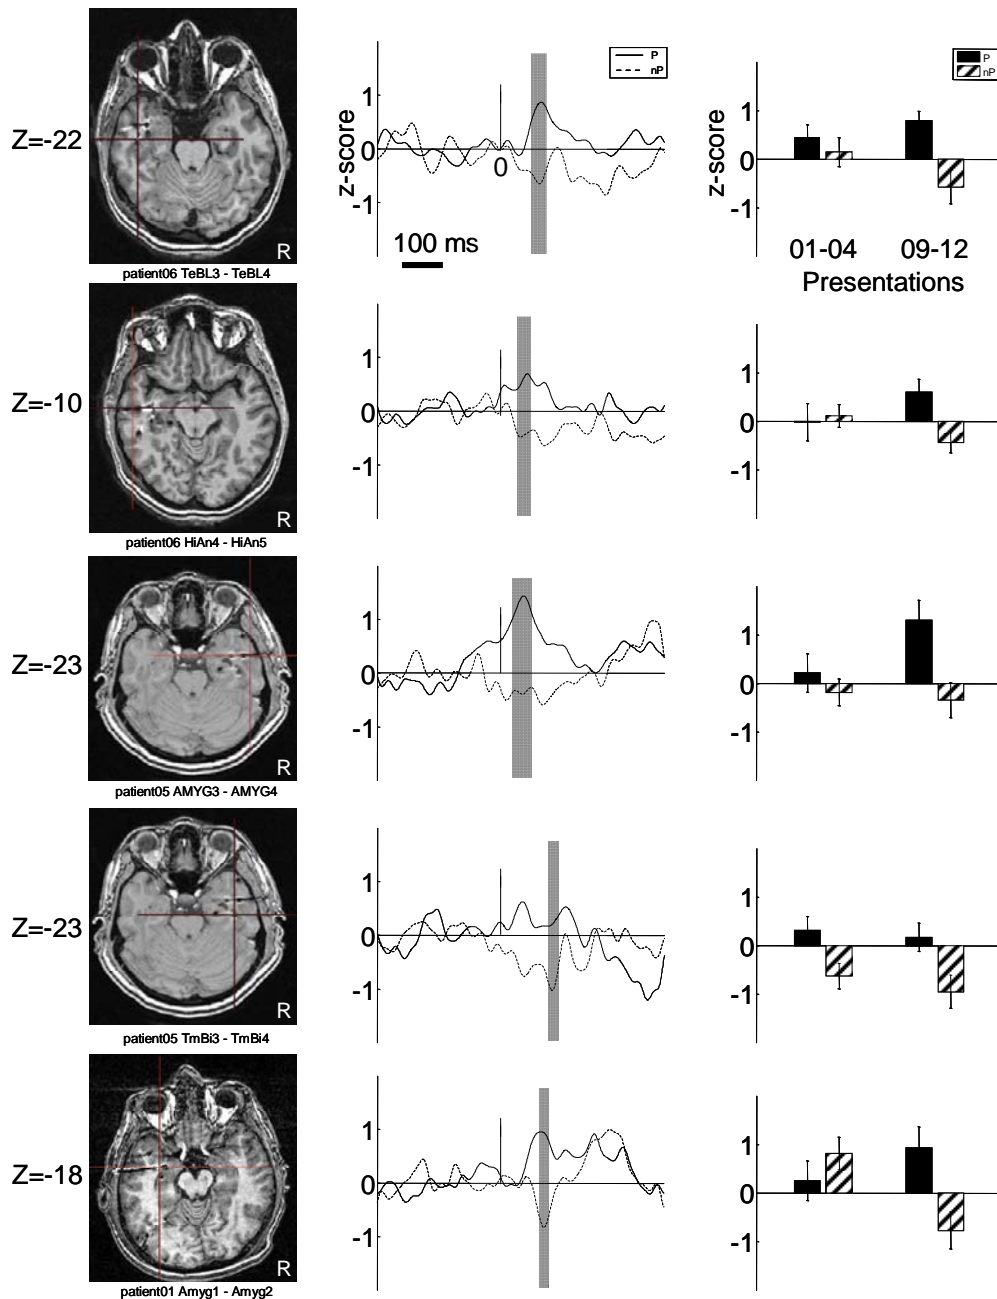 Z=-22
R
patient06 TeBL3 - TeBL4
z-score
1
0
-1
0
P
nP
100 ms
z-score
1
0
-1
P
nP
01-04 09-12
Presentations
Z=-10
R
patient06 HiAn4 - HiAn5
1
0
-1
1
0
-1
Z=-23
R
patient05 AMYG3 - AMYG4
1
0
-1
1
0
-1
Z=-23
R
patient05 TmBi3 - TmBi4
1
0
-1
1
0
-1
Z=-18
R
patient01 Amyg1 - Amyg2
1
0
-1
1
0
-1